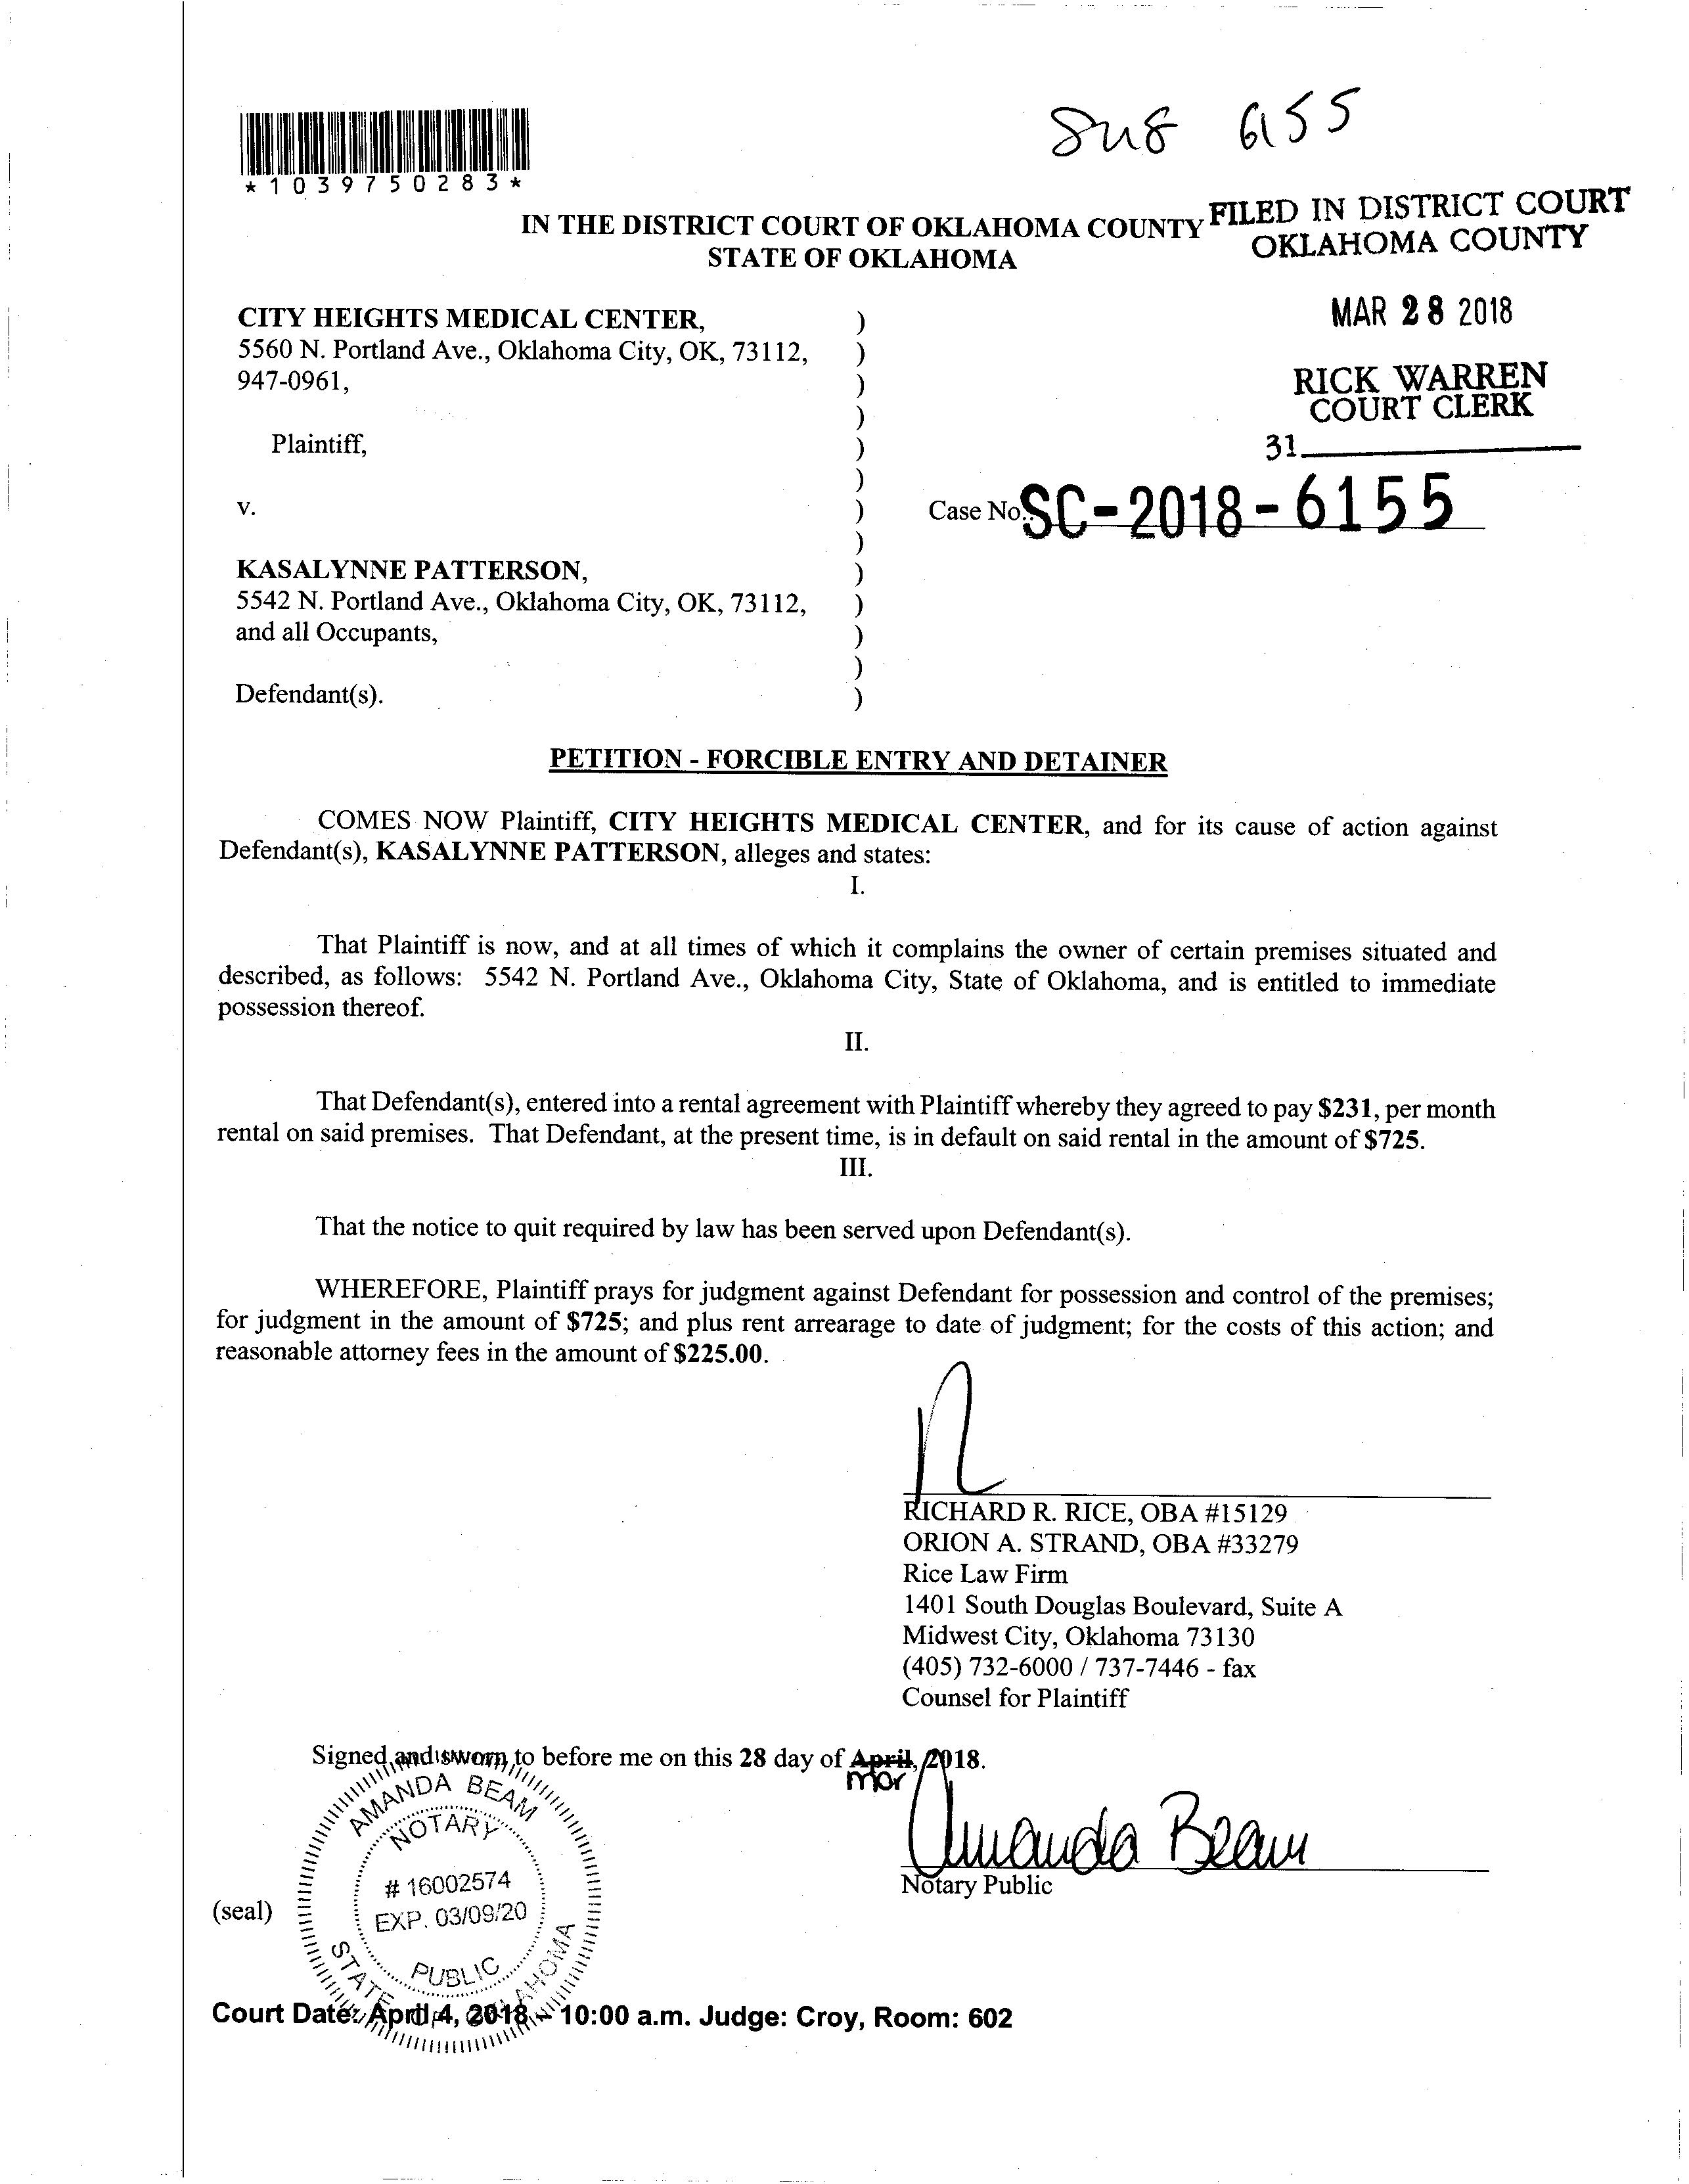 6155
*1039750283*
IN THE DISTRICT COURT OF OKLAHOMA COUNTY
STATE OF OKLAHOMA
FILED IN DISTRICT COURT
OKLAHOMA COUNTY
MAR 28 2018
RICK WARREN
COURT CLERK
31
CITY HEIGHTS MEDICAL CENTER, )
5560 N. Portland Ave., Oklahoma City, OK, 73112, )
947-0961, )
)
Plaintiff, )
)
v. ) Case No.: SC-2018-6155
)
KASALYNNE PATTERSON, )
5542 N. Portland Ave., Oklahoma City, OK, 73112, )
and all Occupants, )
)
Defendant(s). )
PETITION - FORCIBLE ENTRY AND DETAINER
COMES NOW Plaintiff, CITY HEIGHTS MEDICAL CENTER, and for its cause of action against
Defendant(s), KASALYNNE PATTERSON, alleges and states:
I.
That Plaintiff is now, and at all times of which it complains the owner of certain premises situated and
described, as follows: 5542 N. Portland Ave., Oklahoma City, State of Oklahoma, and is entitled to immediate
possession thereof.
II.
That Defendant(s), entered into a rental agreement with Plaintiff whereby they agreed to pay $231, per month
rental on said premises. That Defendant, at the present time, is in default on said rental in the amount of $725.
III.
That the notice to quit required by law has been served upon Defendant(s).
WHEREFORE, Plaintiff prays for judgment against Defendant for possession and control of the premises;
for judgment in the amount of $725; and plus rent arrearage to date of judgment; for the costs of this action; and
reasonable attorney fees in the amount of $225.00.
RICHARD R. RICE, OBA #15129
ORION A. STRAND, OBA #33279
Rice Law Firm
1401 South Douglas Boulevard, Suite A
Midwest City, Oklahoma 73130
(405) 732-6000 / 737-7446 - fax
Counsel for Plaintiff
Signed and sworn to before me on this 28 day of April, 2018.
mar
Amanda Beam
Notary Public
(seal)
AMANDA BEAM
NOTARY
# 16002574
EXP. 03/09/20
PUBLIC
STATE OF OKLAHOMA
Court Date: April 4, 2018 - 10:00 a.m. Judge: Croy, Room: 602